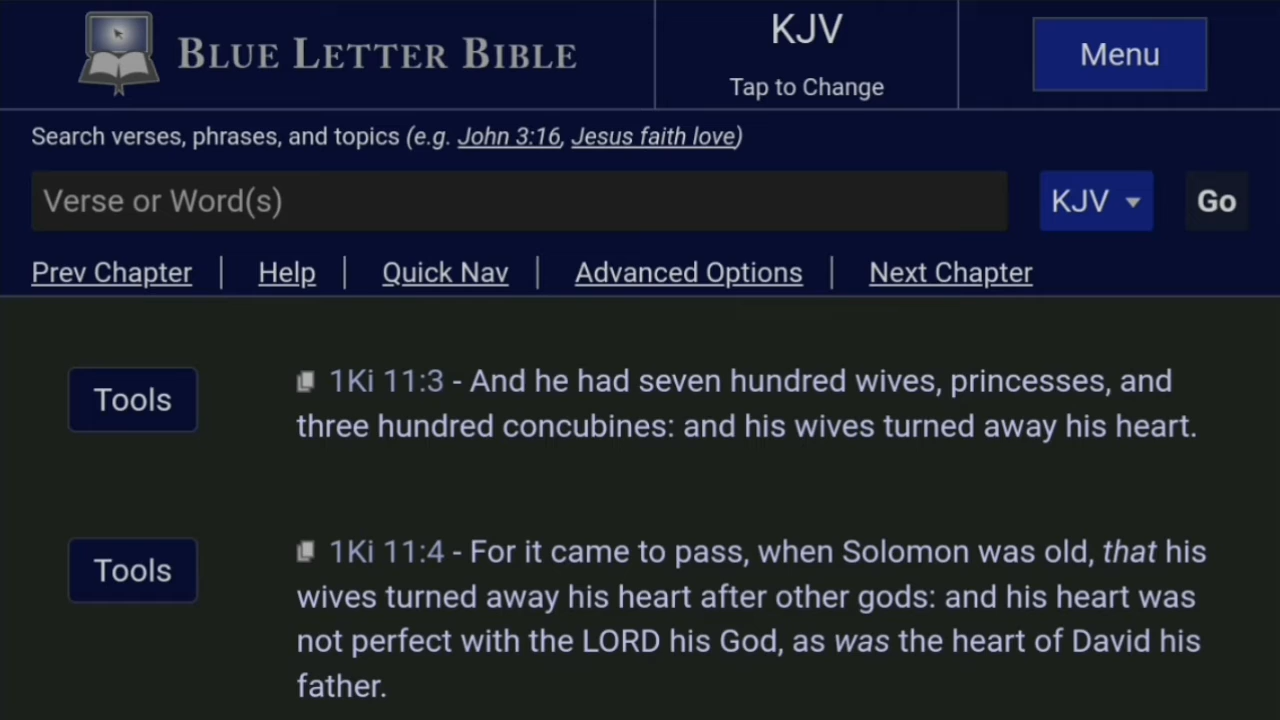 BLUE LETTER BIBLE
KJV
Tap to Change
Menu
Search verses, phrases, and topics (e.g. John 3:16, Jesus faith love)
Verse or Word(s)
KJV
Go
Prev Chapter | Help | Quick Nav | Advanced Options | Next Chapter
Tools
1Ki 11:3 - And he had seven hundred wives, princesses, and
three hundred concubines: and his wives turned away his heart.
Tools
1Ki 11:4 - For it came to pass, when Solomon was old, that his
wives turned away his heart after other gods: and his heart was
not perfect with the LORD his God, as was the heart of David his
father.